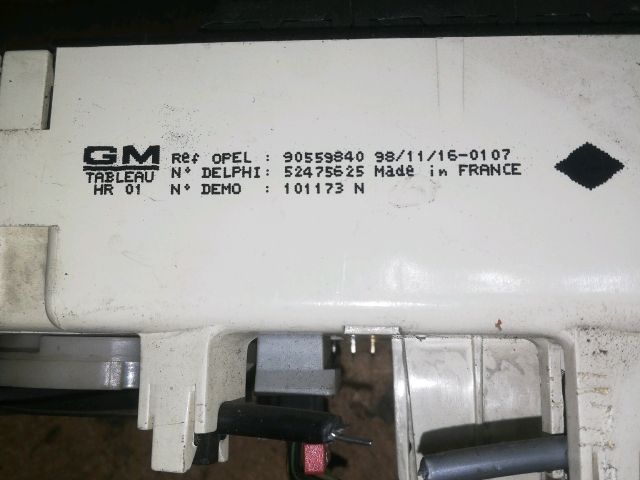 GM Ref OPEL : 90559840 98/11/16-0107
TABLEAU N° DELPHI: 52475625 Made in FRANCE
HR 01 N° DEMO : 101173 N